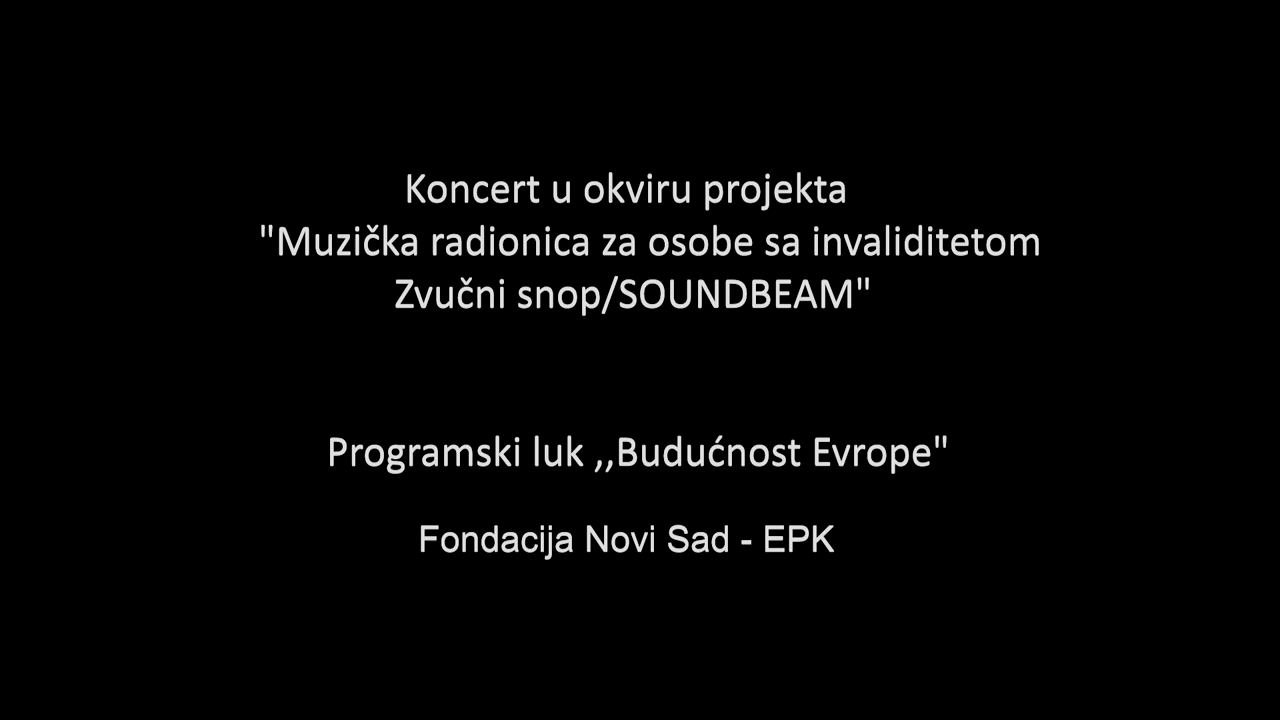 Koncert u okviru projekta
"Muzička radionica za osobe sa invaliditetom
Zvučni snop/SOUNDBEAM"
Programski luk ,,Budućnost Evrope"
Fondacija Novi Sad - EPK